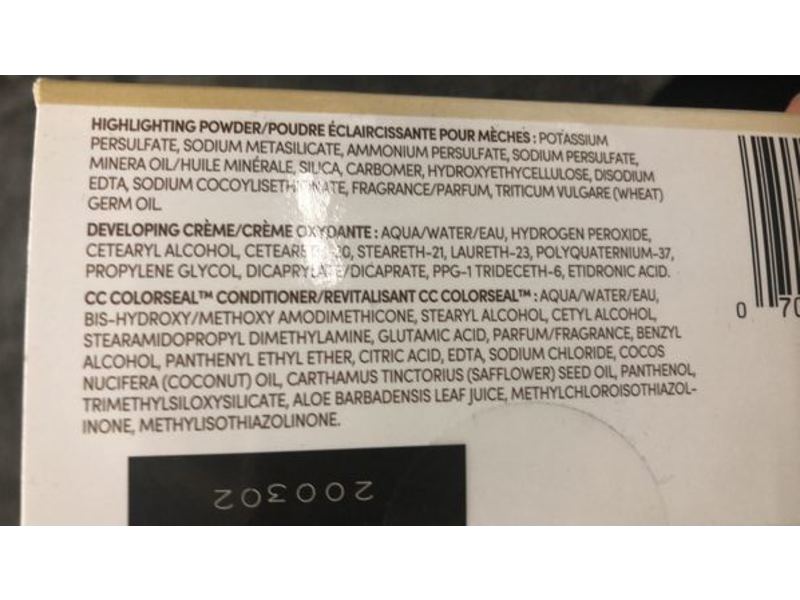 HIGHLIGHTING POWDER/POUDRE ÉCLAIRCISSANTE POUR MÈCHES : POTASSIUM
PERSULFATE, SODIUM METASILICATE, AMMONIUM PERSULFATE, SODIUM PERSULFATE,
MINERA OIL/HUILE MINÉRALE, SILICA, CARBOMER, HYDROXYETHYCELLULOSE, DISODIUM
EDTA, SODIUM FRAGRANCE/PARFUM, TRITICUM VULGARE (WHEAT)
GERM OIL.
DEVELOPING CRÈME/CRÈME OXYDANTE : AQUA/WATER/EAU, HYDROGEN PEROXIDE,
CETEARYL ALCOHOL, STEARETH-21, LAURETH-23, POLYQUATERNIUM-37,
PROPYLENE GLYCOL, DICAPRYLATE/DICAPRATE, PPG-1 TRIDECETH-6, ETIDRONIC ACID.
CC COLORSEAL™ CONDITIONER/REVITALISANT CC COLORSEAL™ : AQUA/WATER/EAU,
BIS-HYDROXY/METHOXY AMODIMETHICONE, STEARYL ALCOHOL, CETYL ALCOHOL,
STEARAMIDOPROPYL DIMETHYLAMINE, GLUTAMIC ACID, PARFUM/FRAGRANCE, BENZYL
ALCOHOL, PANTHENYL ETHYL ETHER, CITRIC ACID, EDTA, SODIUM CHLORIDE, COCOS
NUCIFERA (COCONUT) OIL, CARTHAMUS TINCTORIUS (SAFFLOWER) SEED OIL, PANTHENOL,
TRIMETHYLSILOXYSILICATE, ALOE BARBADENSIS LEAF JUICE, METHYLCHLOROISOTHIAZOL-
INONE, METHYLISOTHIAZOLINONE.
0 70
200302